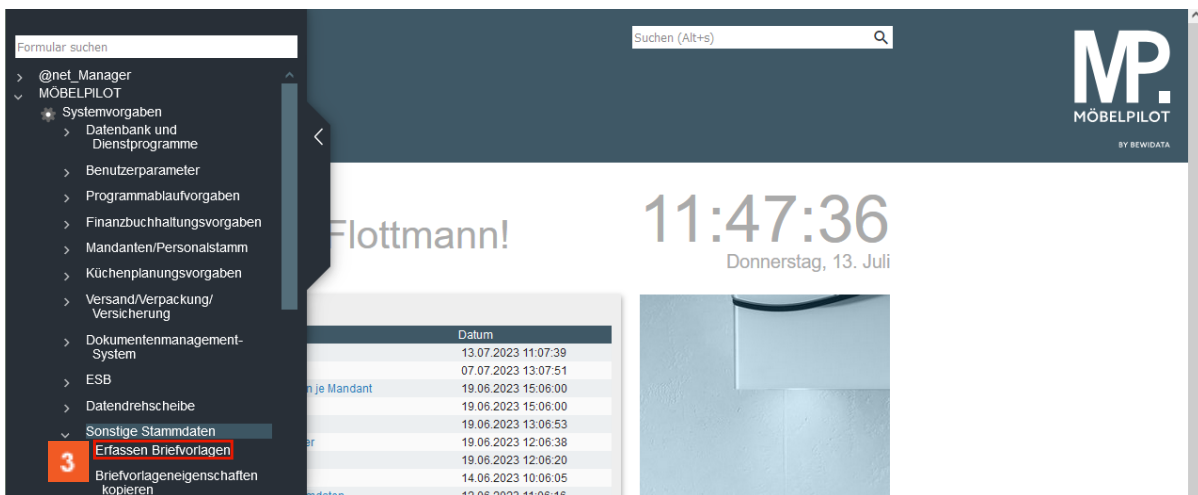 Formular suchen
@net_Manager
MÖBELPILOT
Systemvorgaben
Datenbank und
Dienstprogramme
Benutzerparameter
Programmablaufvorgaben
Finanzbuchhaltungsvorgaben
Mandanten/Personalstamm
Küchenplanungsvorgaben
Versand/Verpackung/
Versicherung
Dokumentenmanagement-
System
ESB
Datendrehscheibe
Sonstige Stammdaten
3
Erfassen Briefvorlagen
Briefvorlageneigenschaften
kopieren
Suchen (Alt+s)
MP.
MÖBELPILOT
BY BEWIDATA
Flottmann!
11:47:36
Donnerstag, 13. Juli
Datum
13.07.2023 11:07:39
07.07.2023 13:07:51
n je Mandant 19.06.2023 15:06:00
19.06.2023 15:06:00
19.06.2023 13:06:53
er 19.06.2023 12:06:38
19.06.2023 12:06:20
14.06.2023 10:06:05